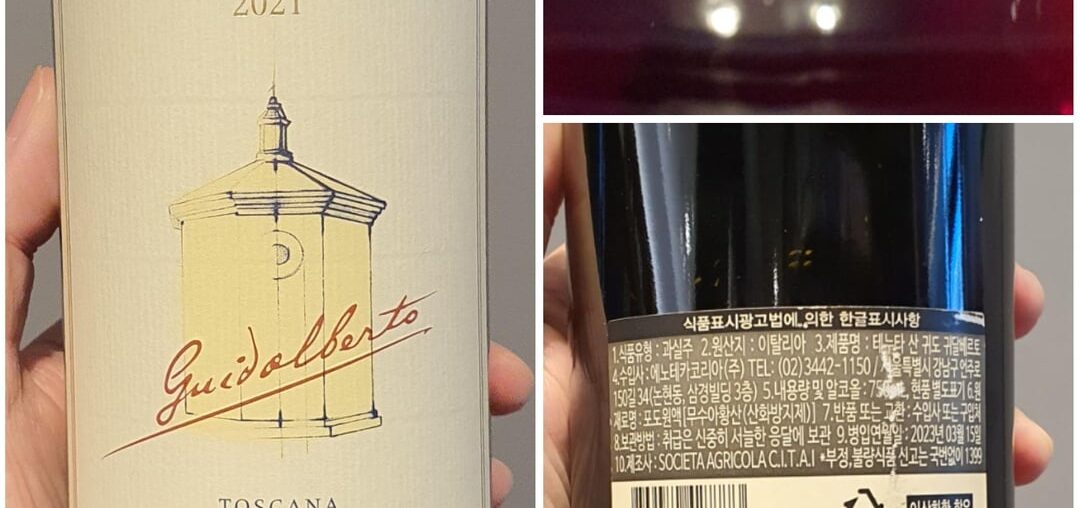 2021
Guidalberto
TOSCANA
식품표시광고법에 의한 한글표시사항
1.식품유형 : 과실주 2.원산지 : 이탈리아 3.제품명 : 테누타 산 귀도 귀달베르토
4.수입사 : 에노테카코리아(주) TEL: (02)3442-1150 / 서울특별시 강남구 언주로
150길 34(논현동, 삼경빌딩 3층) 5.내용량 및 알코올 : 750㎖, 현품 별도표기 6.원
재료명 : 포도원액 [무수아황산(산화방지제)] 7.반품 또는 교환 : 수입사 또는 구입처
8.보관방법 : 취급은 신중히 서늘한 응달에 보관 9.병입연월일 : 2023년 03월 15일
10.제조사 : SOCIETA AGRICOLA C.I.T.A.I *부정,불량식품 신고는 국번없이 1399